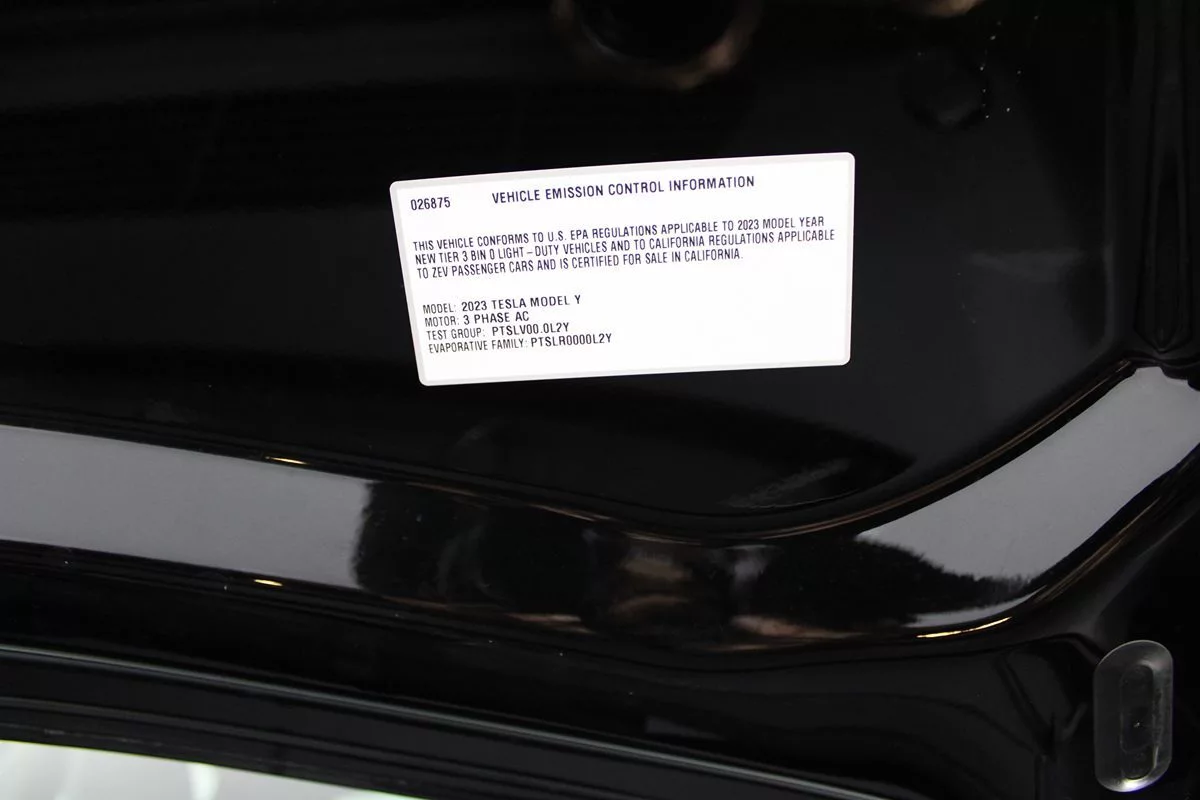 026875 VEHICLE EMISSION CONTROL INFORMATION
THIS VEHICLE CONFORMS TO U.S. EPA REGULATIONS APPLICABLE TO 2023 MODEL YEAR
NEW TIER 3 BIN 0 LIGHT – DUTY VEHICLES AND TO CALIFORNIA REGULATIONS APPLICABLE
TO ZEV PASSENGER CARS AND IS CERTIFIED FOR SALE IN CALIFORNIA.
MODEL: 2023 TESLA MODEL Y
MOTOR: 3 PHASE AC
TEST GROUP: PTSLV00.0L2Y
EVAPORATIVE FAMILY: PTSLR0000L2Y